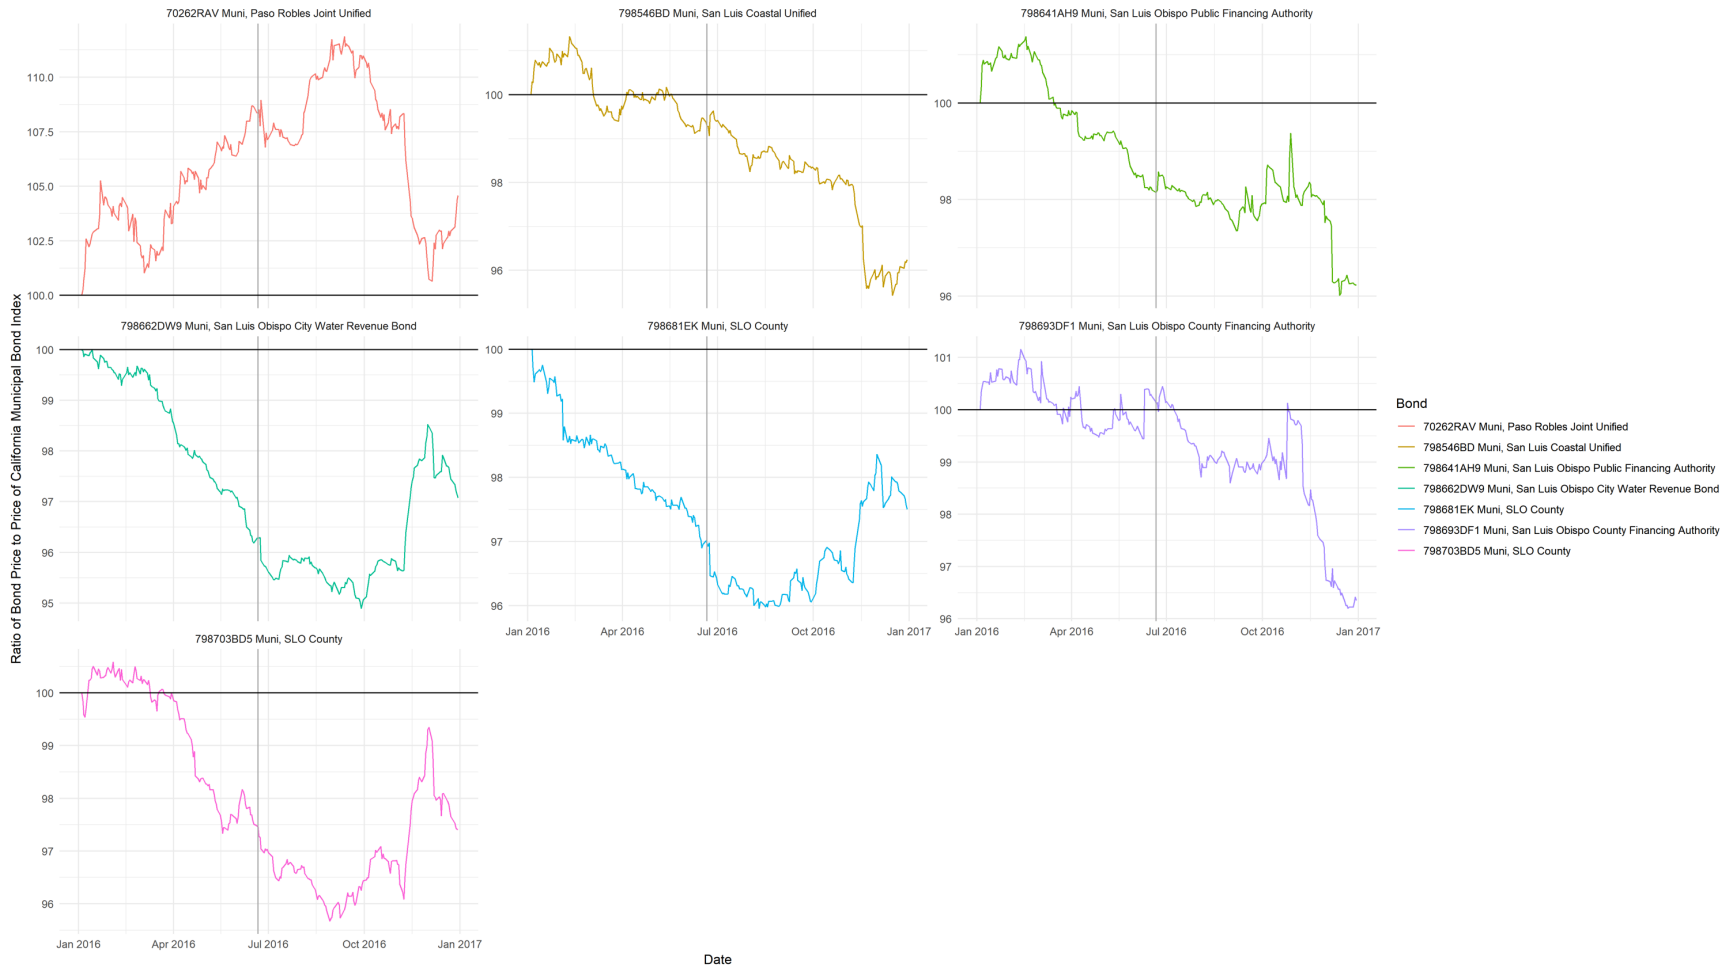 70262RAV Muni, Paso Robles Joint Unified
798546BD Muni, San Luis Coastal Unified
798641AH9 Muni, San Luis Obispo Public Financing Authority
110.0
107.5
105.0
102.5
100.0
100
98
96
100
98
96
798662DW9 Muni, San Luis Obispo City Water Revenue Bond
798681EK Muni, SLO County
798693DF1 Muni, San Luis Obispo County Financing Authority
100
99
98
97
96
95
100
99
98
97
96
101
100
99
98
97
96
Jan 2016
Apr 2016
Jul 2016
Oct 2016
Jan 2017
Jan 2016
Apr 2016
Jul 2016
Oct 2016
Jan 2017
798703BD5 Muni, SLO County
100
99
98
97
96
Jan 2016
Apr 2016
Jul 2016
Oct 2016
Jan 2017
Ratio of Bond Price to Price of California Municipal Bond Index
Date
Bond
70262RAV Muni, Paso Robles Joint Unified
798546BD Muni, San Luis Coastal Unified
798641AH9 Muni, San Luis Obispo Public Financing Authority
798662DW9 Muni, San Luis Obispo City Water Revenue Bond
798681EK Muni, SLO County
798693DF1 Muni, San Luis Obispo County Financing Authority
798703BD5 Muni, SLO County